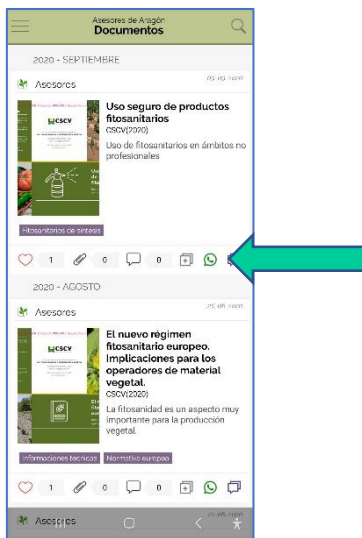 Asesores de Aragón
Documentos
2020 - SEPTIEMBRE
Asesores
Uso seguro de productos
fitosanitarios
CSCV(2020)
Uso de fitosanitarios en ámbitos no
profesionales
CSCV
Fitosanitarios de síntesis
1 0 0
2020 - AGOSTO
Asesores
El nuevo régimen
fitosanitario europeo.
Implicaciones para los
operadores de material
vegetal.
CSCV(2020)
La fitosanidad es un aspecto muy
importante para la producción
vegetal.
CSCV
Informaciones técnicas Normativa europea
1 0 0
Asesores